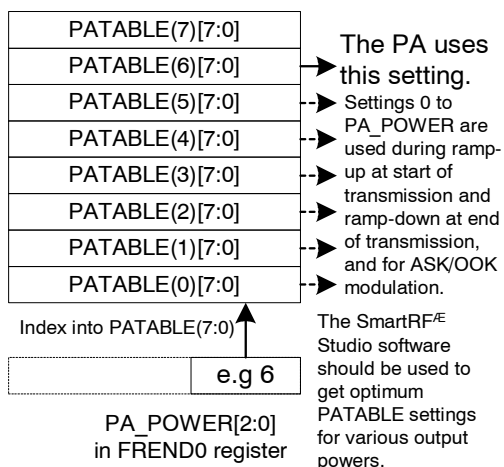 PATABLE(7)[7:0]
PATABLE(6)[7:0]
PATABLE(5)[7:0]
PATABLE(4)[7:0]
PATABLE(3)[7:0]
PATABLE(2)[7:0]
PATABLE(1)[7:0]
PATABLE(0)[7:0]
The PA uses
this setting.
Settings 0 to
PA_POWER are
used during ramp-
up at start of
transmission and
ramp-down at end
of transmission,
and for ASK/OOK
modulation.
Index into PATABLE(7:0)
e.g 6
PA_POWER[2:0]
in FREND0 register
The SmartRFÆ
Studio software
should be used to
get optimum
PATABLE settings
for various output
powers.